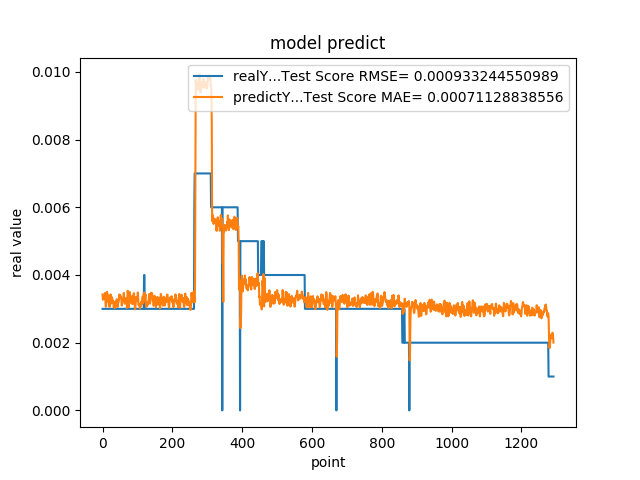 model predict
realY...Test Score RMSE= 0.000933244550989
predictY...Test Score MAE= 0.00071128838556
0.010
0.008
0.006
0.004
0.002
0.000
real value
0 200 400 600 800 1000 1200
point